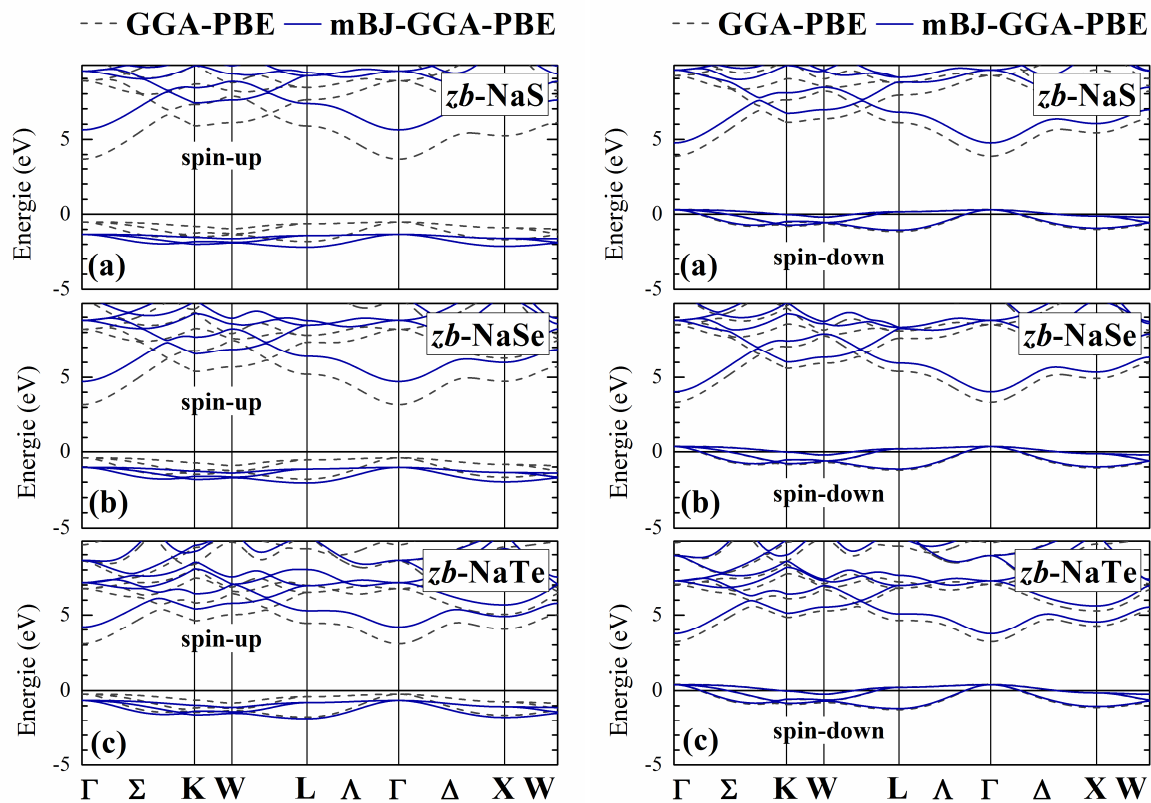 GGA-PBE mBJ-GGA-PBE
Energie (eV)
5
0
-5
zb-NaS
spin-up
(a)
Energie (eV)
5
0
-5
zb-NaSe
spin-up
(b)
Energie (eV)
5
0
-5
zb-NaTe
spin-up
(c)
Γ Σ K W L Λ Γ Δ X W
GGA-PBE mBJ-GGA-PBE
Energie (eV)
5
0
-5
zb-NaS
spin-down
(a)
Energie (eV)
5
0
-5
zb-NaSe
spin-down
(b)
Energie (eV)
5
0
-5
zb-NaTe
spin-down
(c)
Γ Σ K W L Λ Γ Δ X W